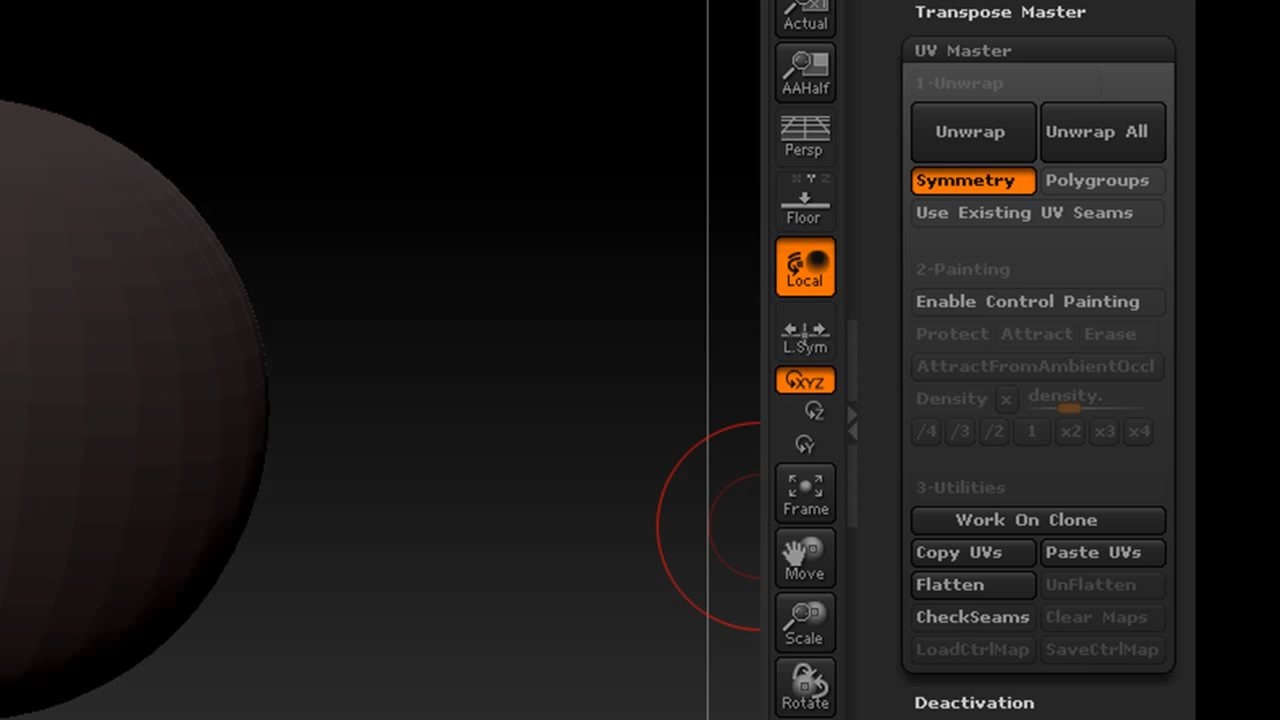 Actual
AAHalf
Persp
X Y Z
Floor
Local
L.Sym
XYZ
Z
Y
Frame
Move
Scale
Rotate
Transpose Master
UV Master
1-Unwrap
Unwrap Unwrap All
Symmetry Polygroups
Use Existing UV Seams
2-Painting
Enable Control Painting
Protect Attract Erase
AttractFromAmbientOccl
Density x density.
/4 /3 /2 1 x2 x3 x4
3-Utilities
Work On Clone
Copy UVs Paste UVs
Flatten UnFlatten
CheckSeams Clear Maps
LoadCtrlMap SaveCtrlMap
Deactivation